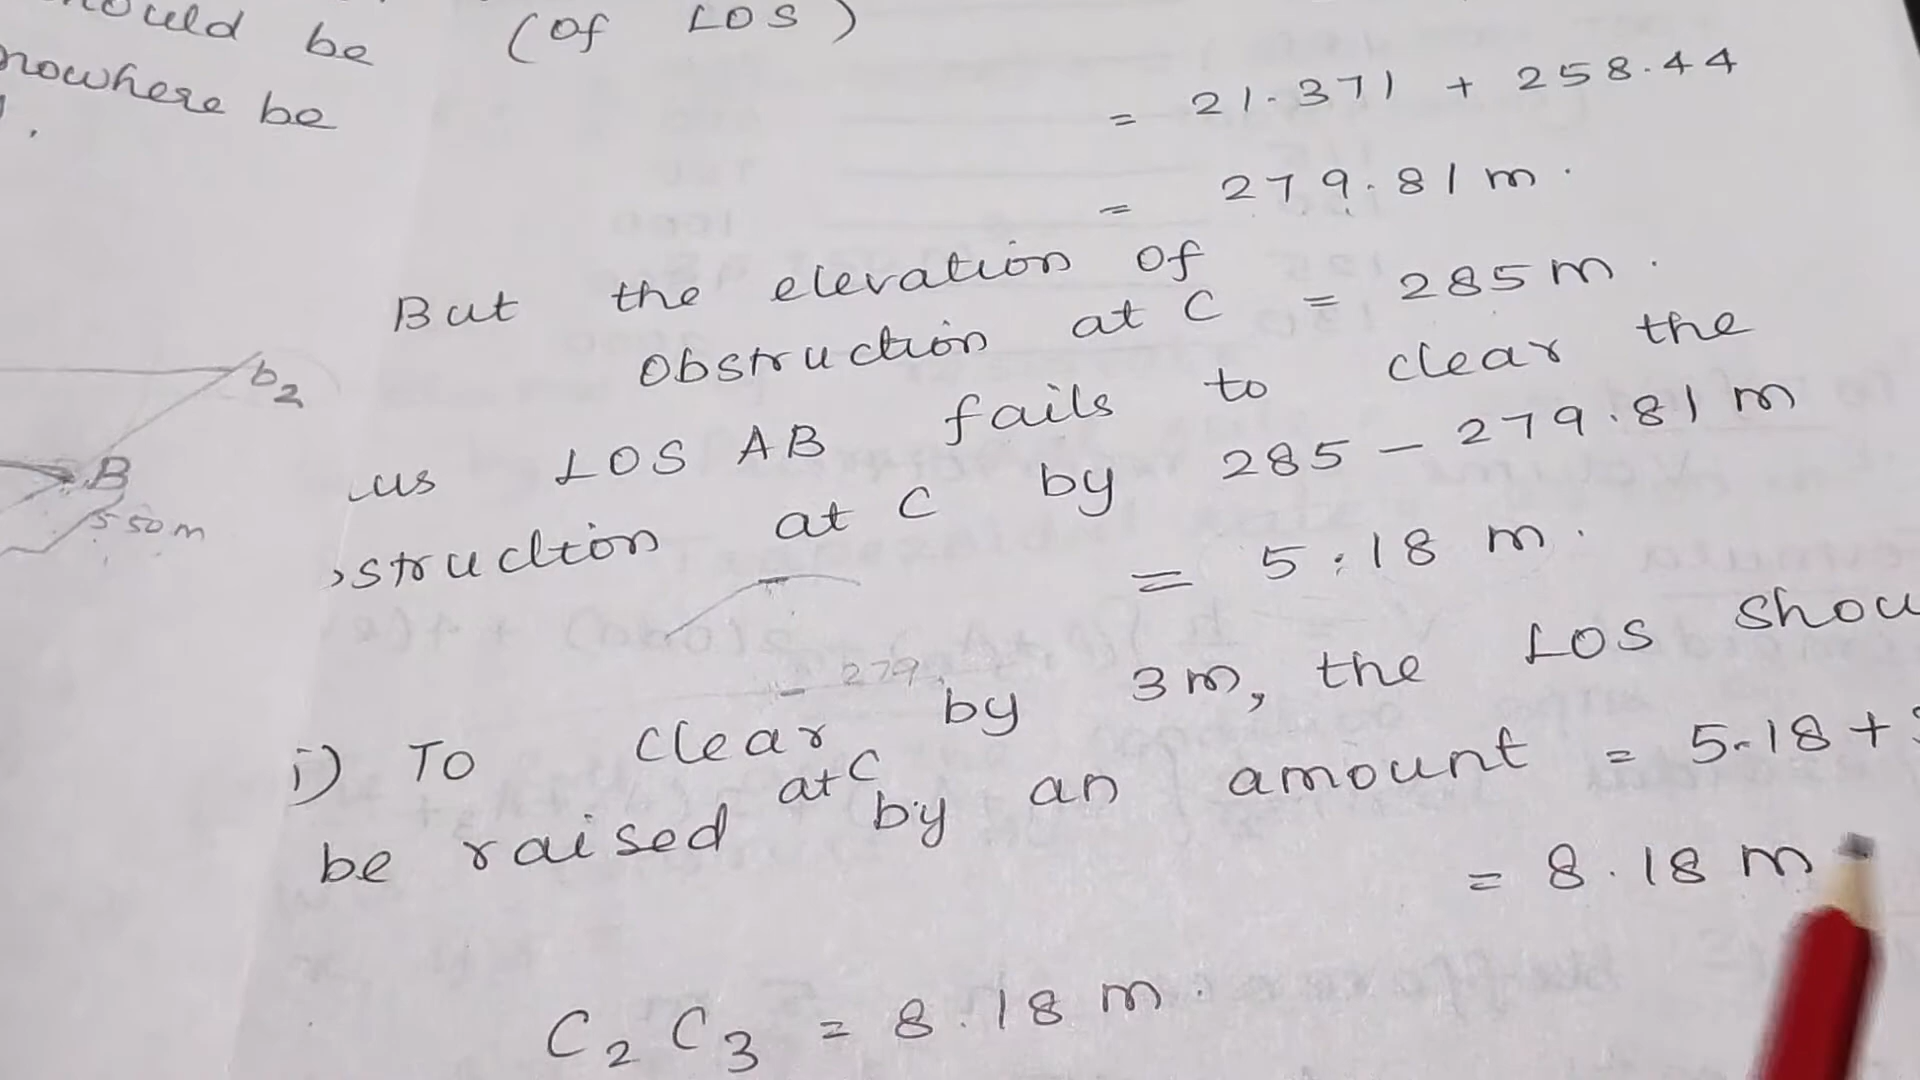 ould be (of LOS)
nowhere be
= 21.371 + 258.44
= 279.81 m.
But the elevation of
obstruction at C = 285 m.
us LOS AB fails to clear the
struction at C by 285 - 279.81 m
= 5.18 m.
i) To clear by 3 m, the LOS shou
at C
be raised by an amount = 5.18 +
= 8.18 m
C2 C3 = 8.18 m.
b2
B
550m
- 279.